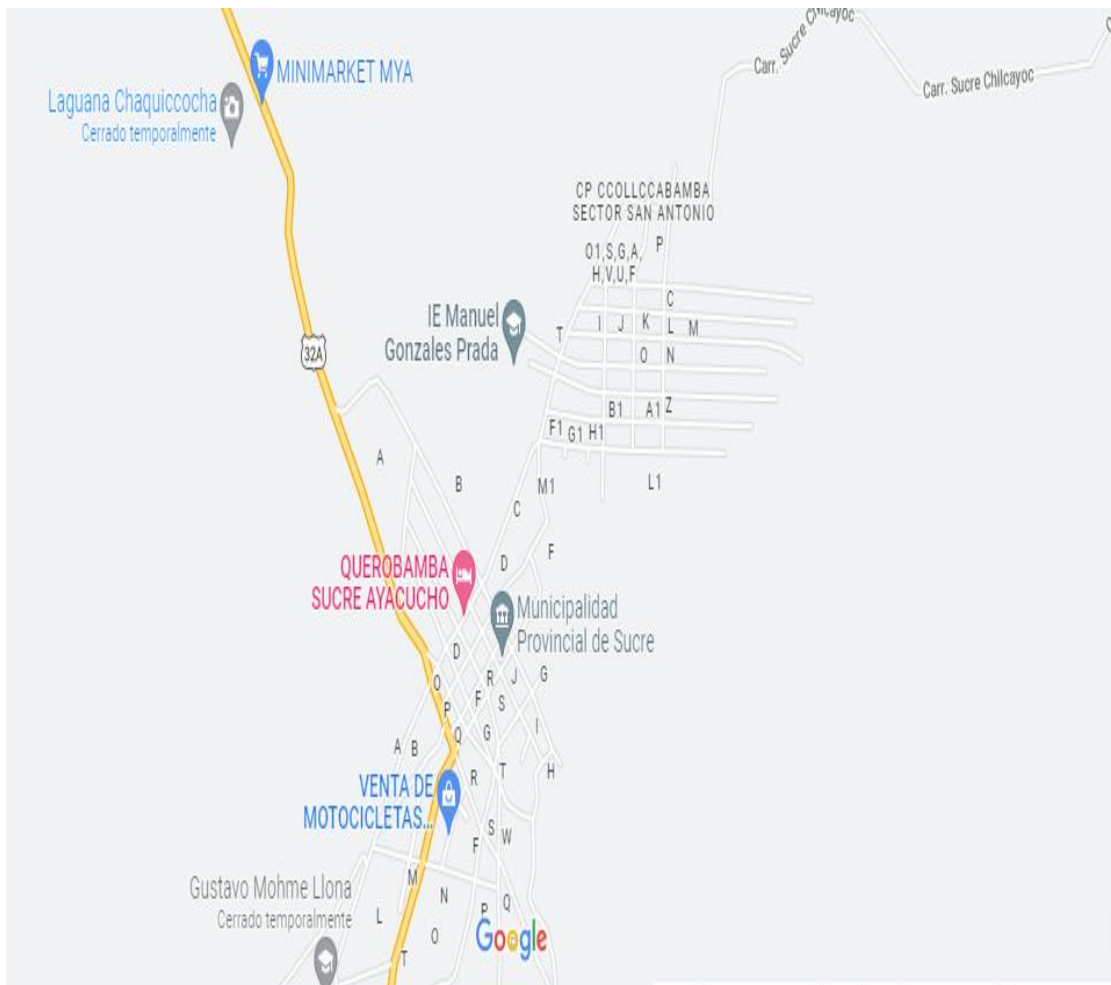 Carr. Sucre Chilcayoc
Carr. Sucre Chilcayoc
MINIMARKET MYA
Laguana Chaquiccocha
Cerrado temporalmente
CP CCOLLCCABAMBA
SECTOR SAN ANTONIO
P
O1,S,G,A,
H,V,U,F
C
IE Manuel
Gonzales Prada
T
I
J
K
L
M
32A
O
N
B1
A1
Z
F1
G1
H1
A
B
M1
L1
C
D
F
QUEROBAMBA
SUCRE AYACUCHO
Municipalidad
Provincial de Sucre
D
R
J
G
O
F
S
P
Q
G
I
A
B
T
H
VENTA DE
MOTOCICLETAS...
R
S
W
F
Gustavo Mohme Llona
Cerrado temporalmente
M
N
L
P
Q
O
T
Google